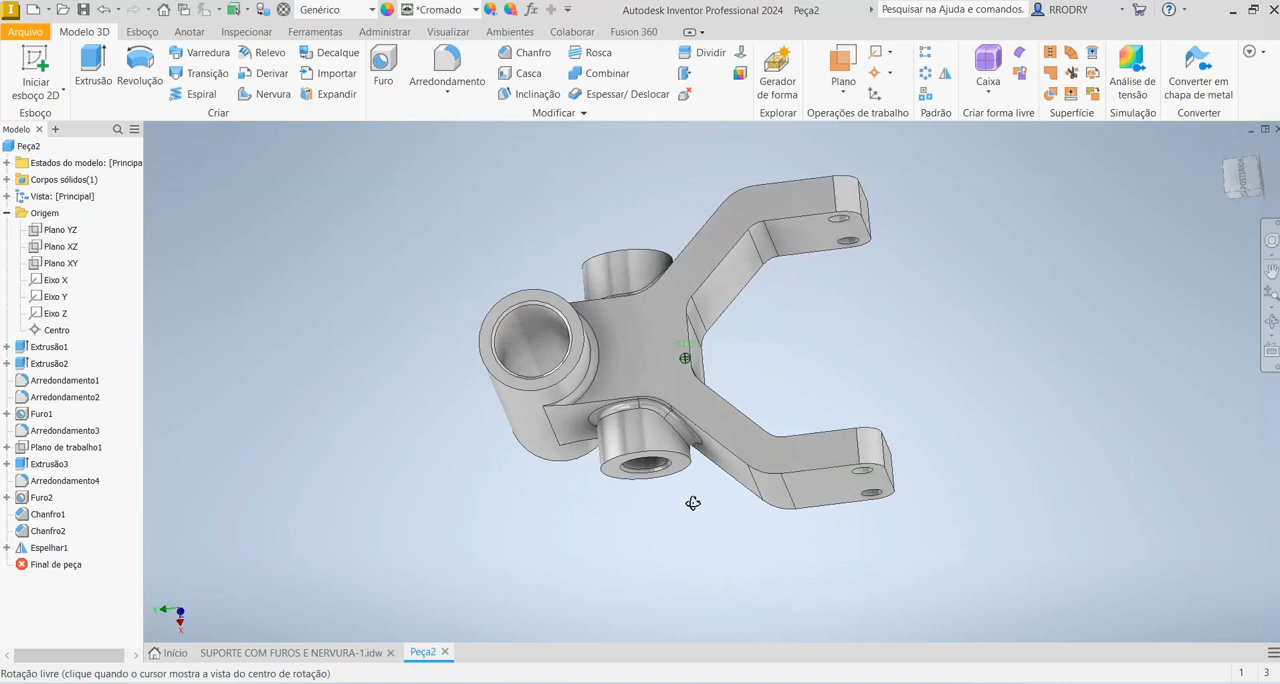 Genérico
*Cromado
Autodesk Inventor Professional 2024 Peça2
Pesquisar na Ajuda e comandos.
RRODRY
Arquivo Modelo 3D Esboço Anotar Inspecionar Ferramentas Administrar Visualizar Ambientes Colaborar Fusion 360
Iniciar
esboço 2D
Extrusão
Revolução
Varredura
Relevo
Decalque
Transição
Derivar
Importar
Espiral
Nervura
Expandir
Furo
Arredondamento
Chanfro
Rosca
Dividir
Casca
Combinar
Inclinação
Espessar/ Deslocar
Gerador
de forma
Plano
Caixa
Análise de
tensão
Converter em
chapa de metal
Esboço
Criar
Modificar
Explorar
Operações de trabalho
Padrão
Criar forma livre
Superfície
Simulação
Converter
Modelo
Peça2
Estados do modelo: [Principa
Corpos sólidos(1)
Vista: [Principal]
Origem
Plano YZ
Plano XZ
Plano XY
Eixo X
Eixo Y
Eixo Z
Centro
Extrusão1
Extrusão2
Arredondamento1
Arredondamento2
Furo1
Arredondamento3
Plano de trabalho1
Extrusão3
Arredondamento4
Furo2
Chanfro1
Chanfro2
Espelhar1
Final de peça
Y
X
Início
SUPORTE COM FUROS E NERVURA-1.idw
Peça2
Rotação livre (clique quando o cursor mostra a vista do centro de rotação)
1 3